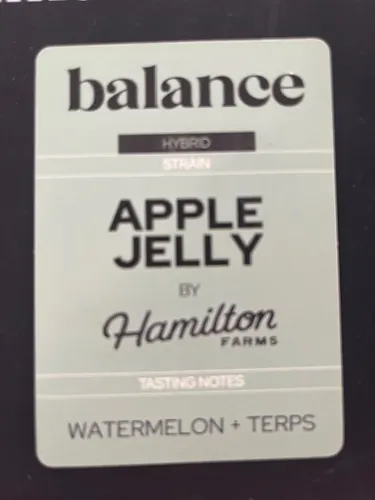 balance
HYBRID
STRAIN
APPLE
JELLY
BY
Hamilton
FARMS
TASTING NOTES
WATERMELON + TERPS